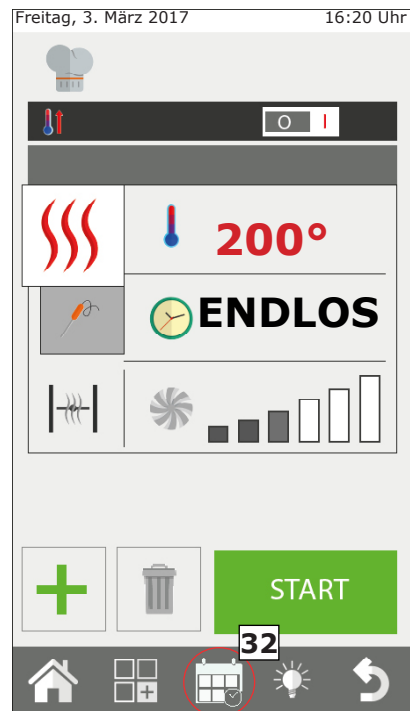 Freitag, 3. März 2017 16:20 Uhr
O I
200°
ENDLOS
START
32